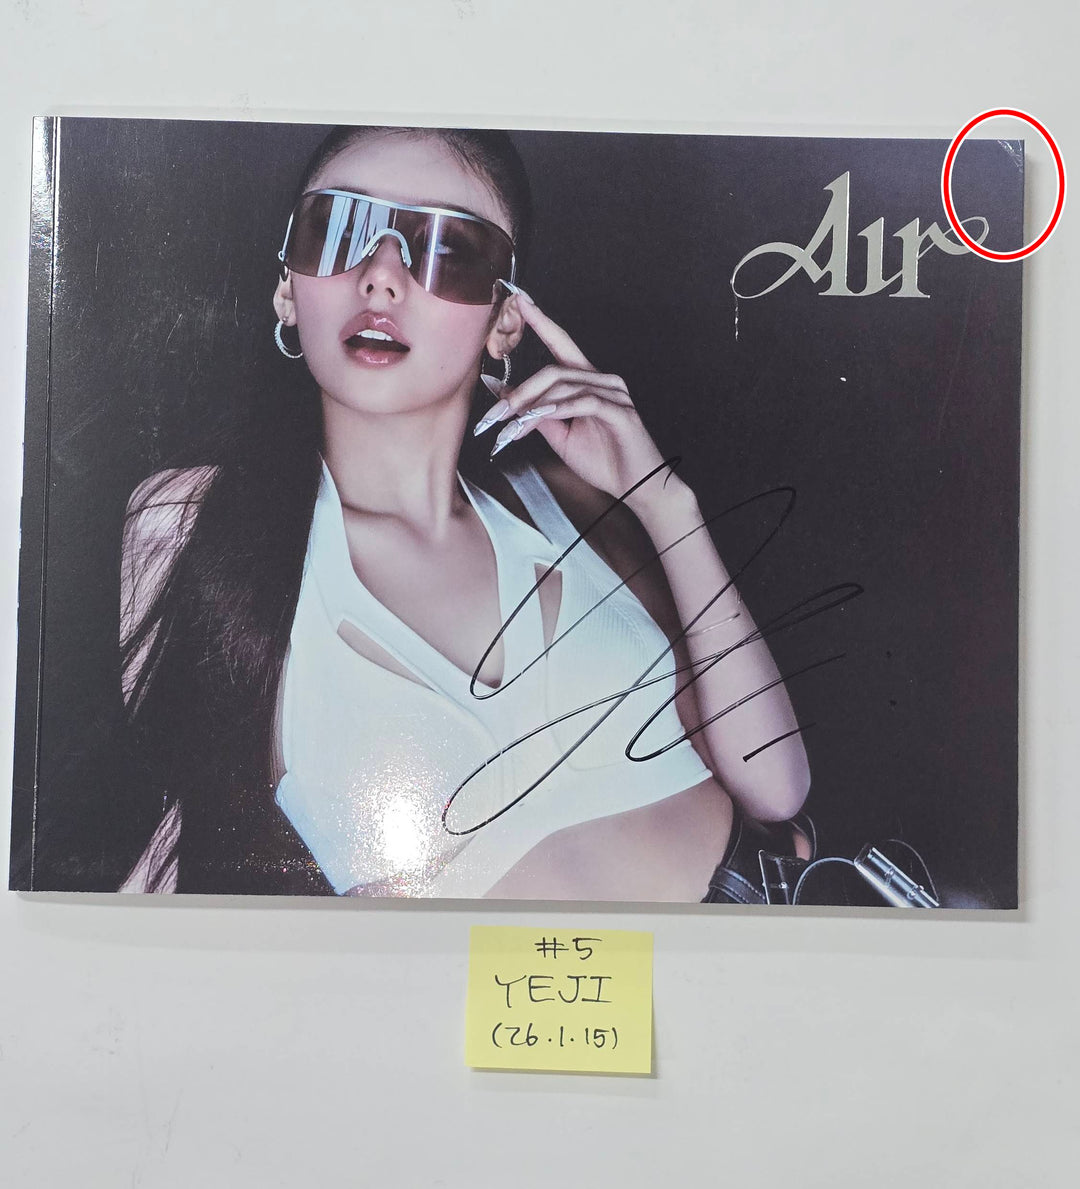 Air
#5
YEJI
(26.1.15)